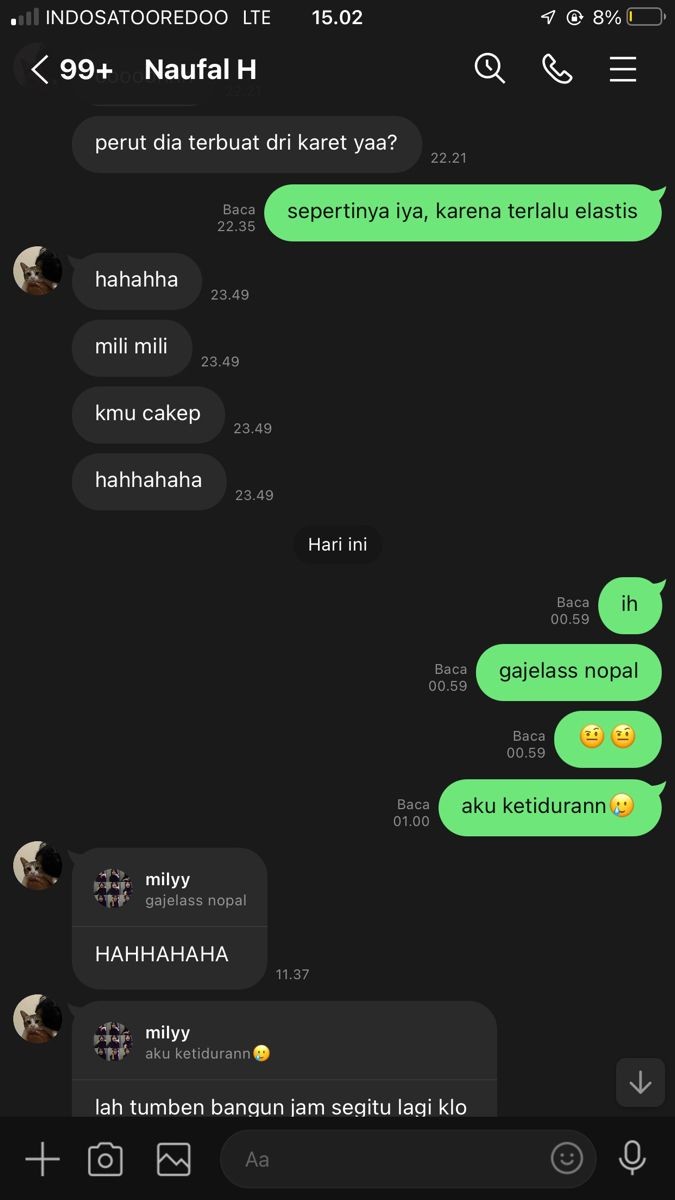 INDOSATOOREDOO LTE 15.02 8%
99+ Naufal H
22.21
perut dia terbuat dri karet yaa?
22.21
sepertinya iya, karena terlalu elastis
Baca
22.35
hahahha
23.49
mili mili
23.49
kmu cakep
23.49
hahhahaha
23.49
Hari ini
ih
Baca
00.59
gajelass nopal
Baca
00.59
🤨🤨
Baca
00.59
aku ketidurann🥲
Baca
01.00
milyy
gajelass nopal
HAHHAHAHA
11.37
milyy
aku ketidurann🥲
lah tumben bangun jam segitu lagi klo
Aa